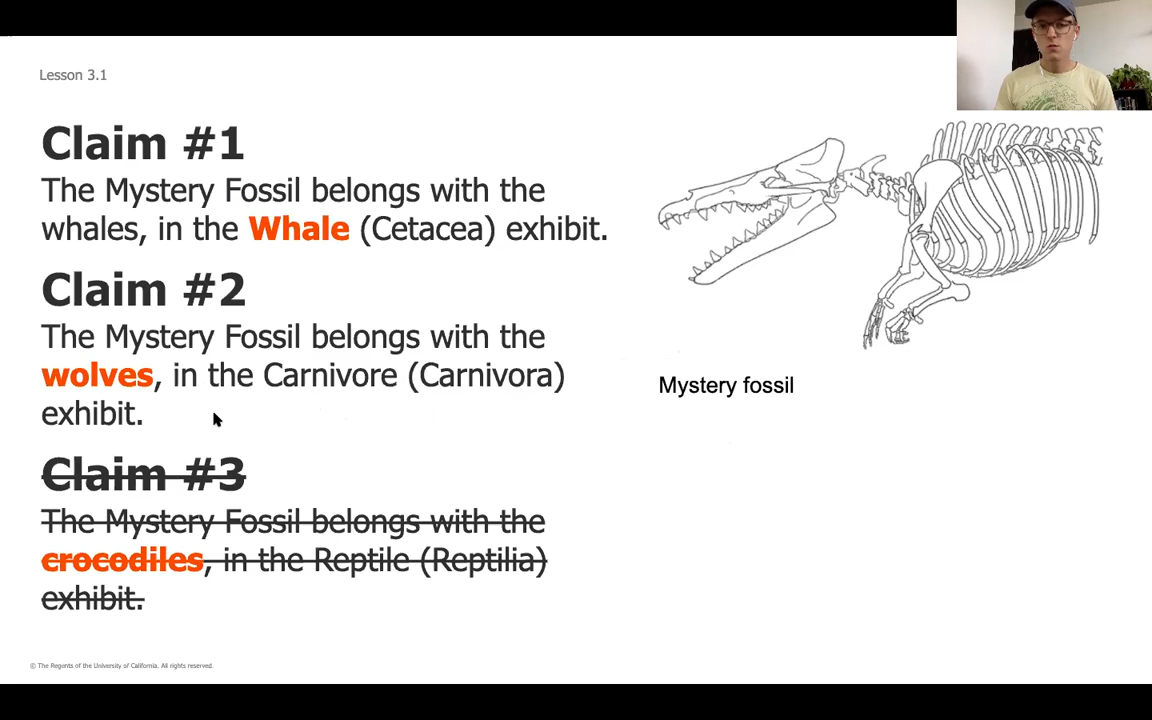 Lesson 3.1
Claim #1
The Mystery Fossil belongs with the
whales, in the Whale (Cetacea) exhibit.
Claim #2
The Mystery Fossil belongs with the
wolves, in the Carnivore (Carnivora)
exhibit.
Claim #3
The Mystery Fossil belongs with the
crocodiles, in the Reptile (Reptilia)
exhibit.
Mystery fossil
© The Regents of the University of California. All rights reserved.